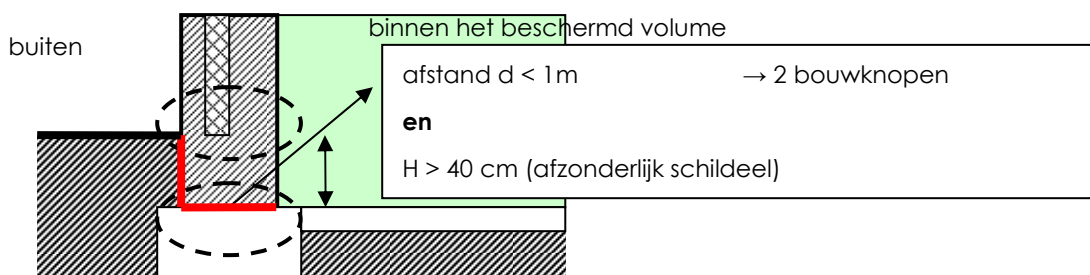 binnen het beschermd volume
buiten
afstand d < 1m → 2 bouwknopen
en
H > 40 cm (afzonderlijk schildeel)